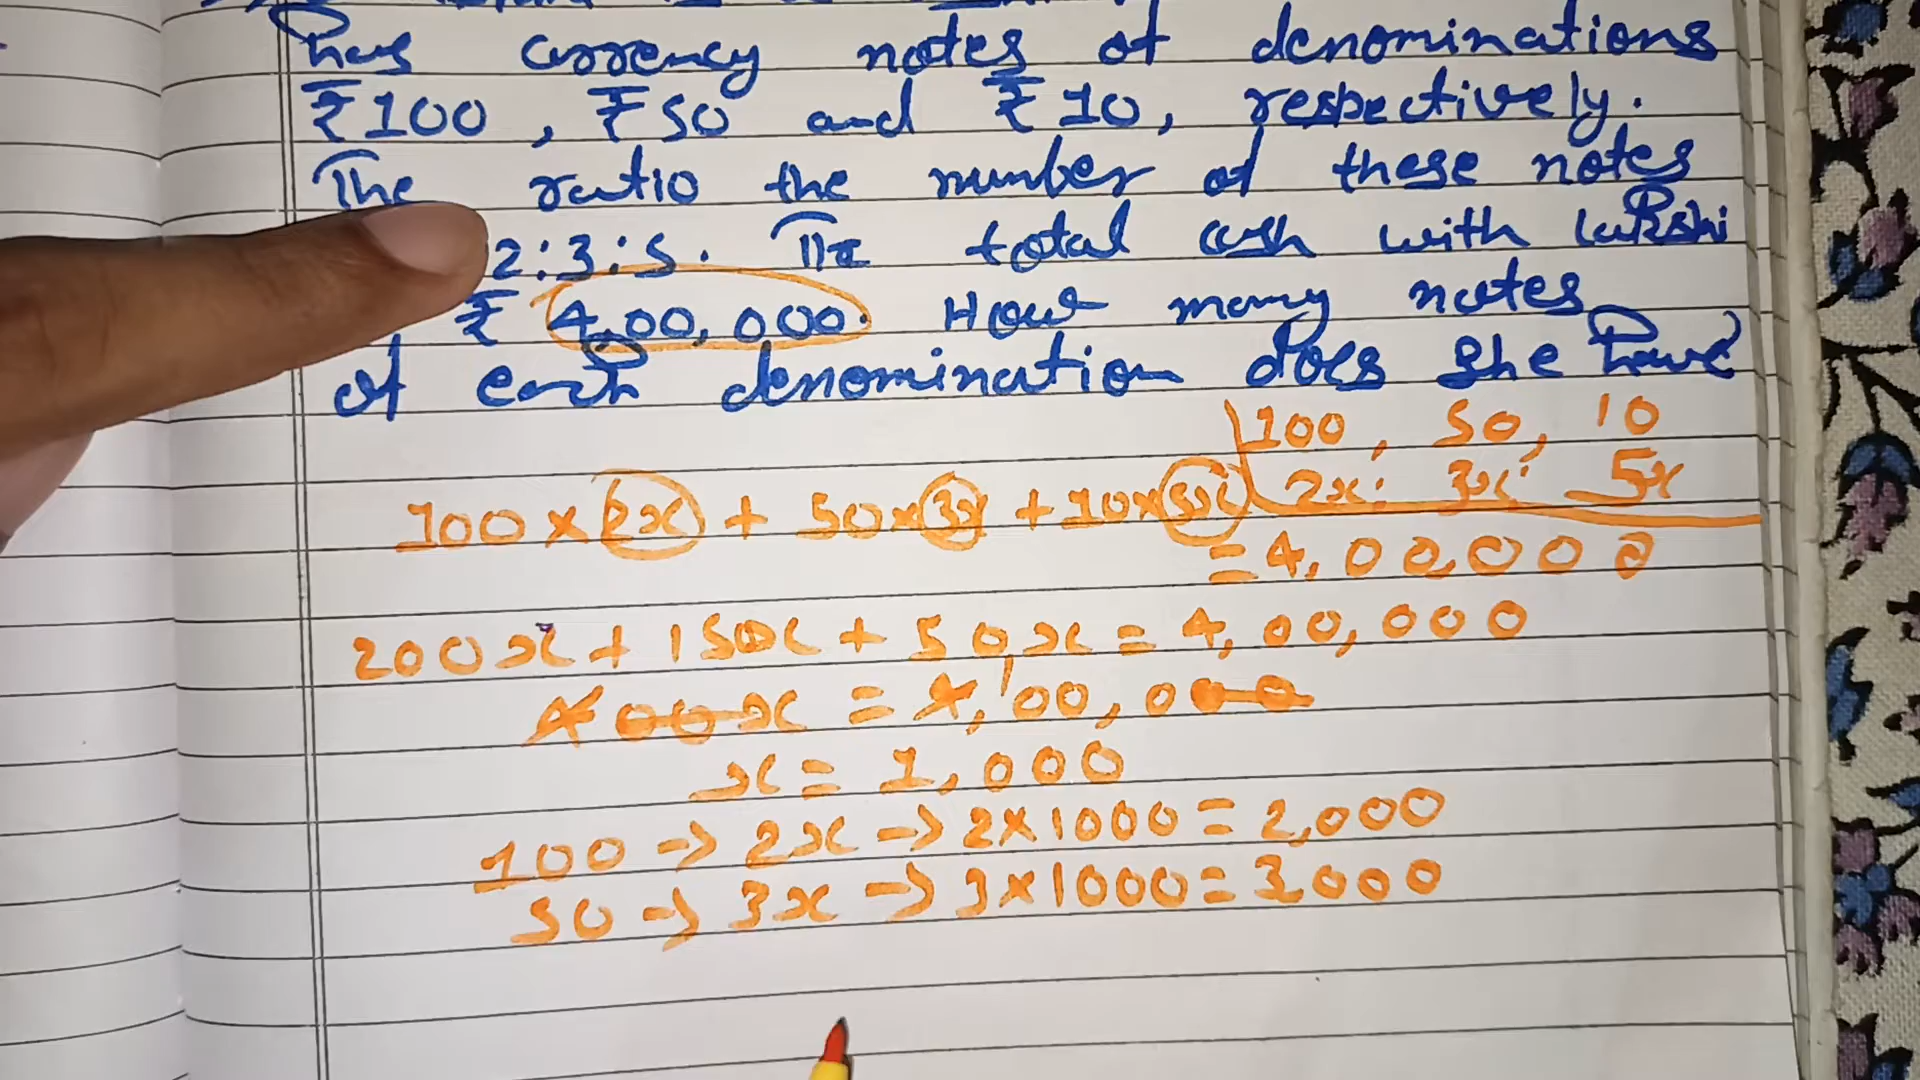 has currency notes of denominations
₹100, ₹50 and ₹10, respectively.
The ratio the number of these notes
2:3:5. The total cash with Lakshi
₹ 4,00,000. How many notes
of each denomination does she have?
100, 50, 10
2x: 3x: 5x
100 × 2x + 50 × 3x + 10 × 5x
= 4,00,000
200x + 150x + 50x = 4,00,000
400x = 4,00,000
x = 1,000
100 → 2x → 2×1000 = 2,000
50 → 3x → 3×1000 = 3,000